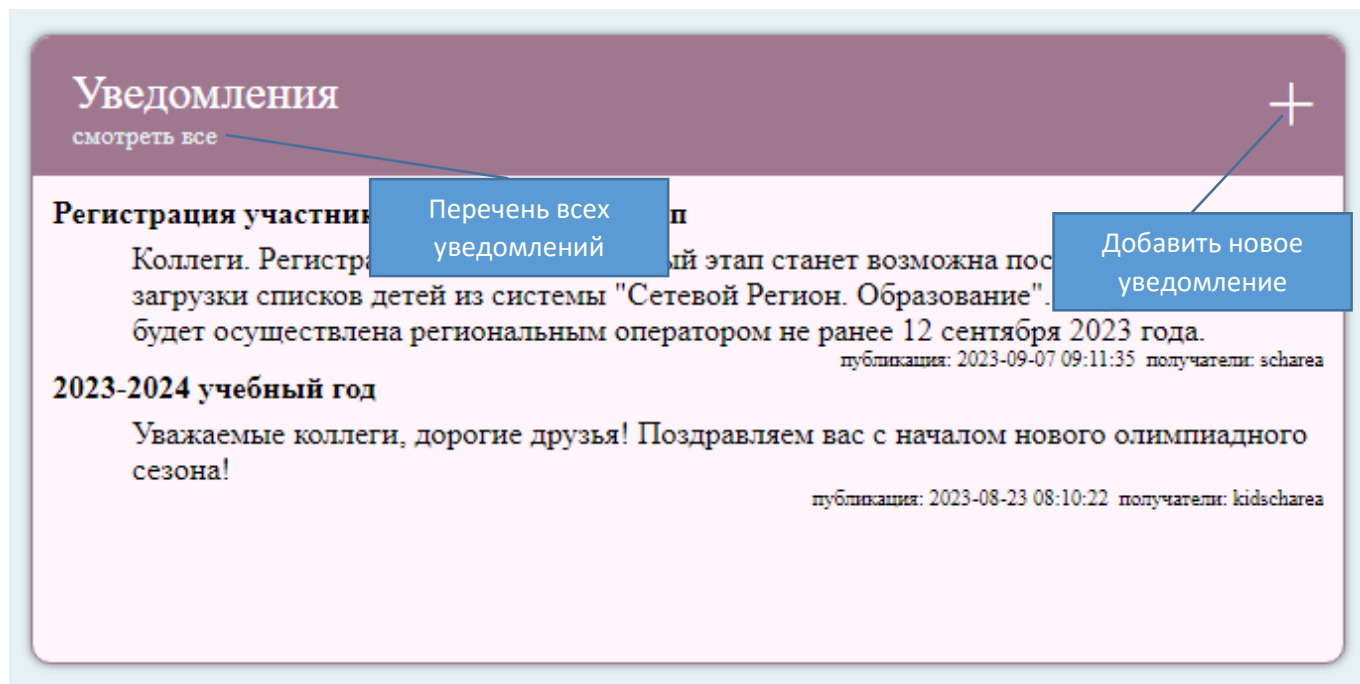 Уведомления
смотреть все
Перечень всех
уведомлений
Добавить новое
уведомление
Регистрация п
Коллеги. этап станет возможна
загрузки списков детей из системы "Сетевой Регион. Образование".
будет осуществлена региональным оператором не ранее 12 сентября 2023 года.
публикация: 2023-09-07 09:11:35 получатели: scharea
2023-2024 учебный год
Уважаемые коллеги, дорогие друзья! Поздравляем вас с началом нового олимпиадного
сезона!
публикация: 2023-08-23 08:10:22 получатели: kidscharea